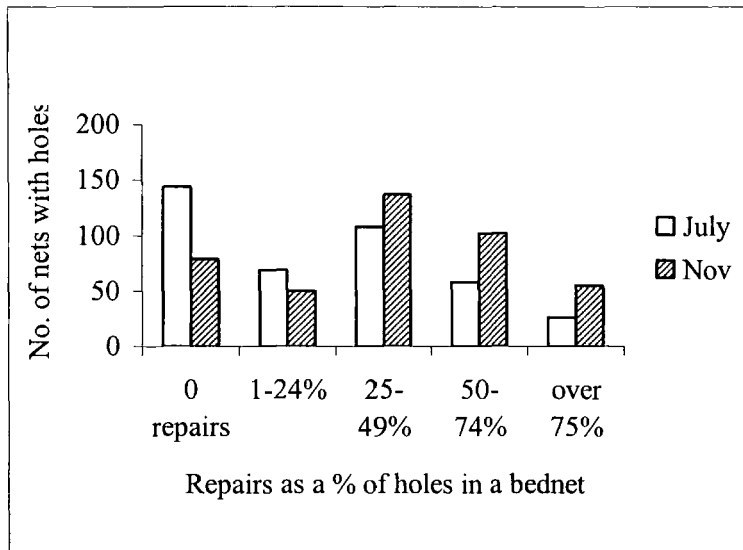 No. of nets with holes
200
150
100
50
0
0
repairs
1-24%
25-
49%
50-
74%
over
75%
Repairs as a % of holes in a bednet
July
Nov